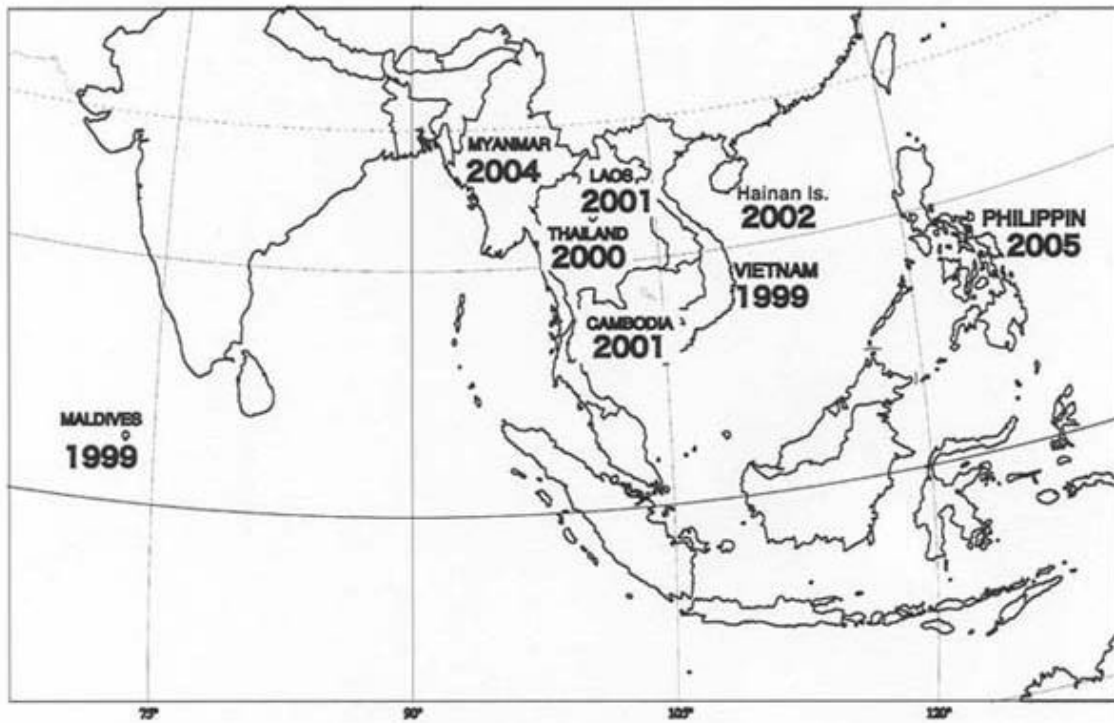 MYANMAR
2004
LAOS
2001
Hainan Is.
2002
PHILIPPIN
2005
THAILAND
2000
VIETNAM
1999
CAMBODIA
2001
MALDIVES
1999
75°
90°
105°
120°